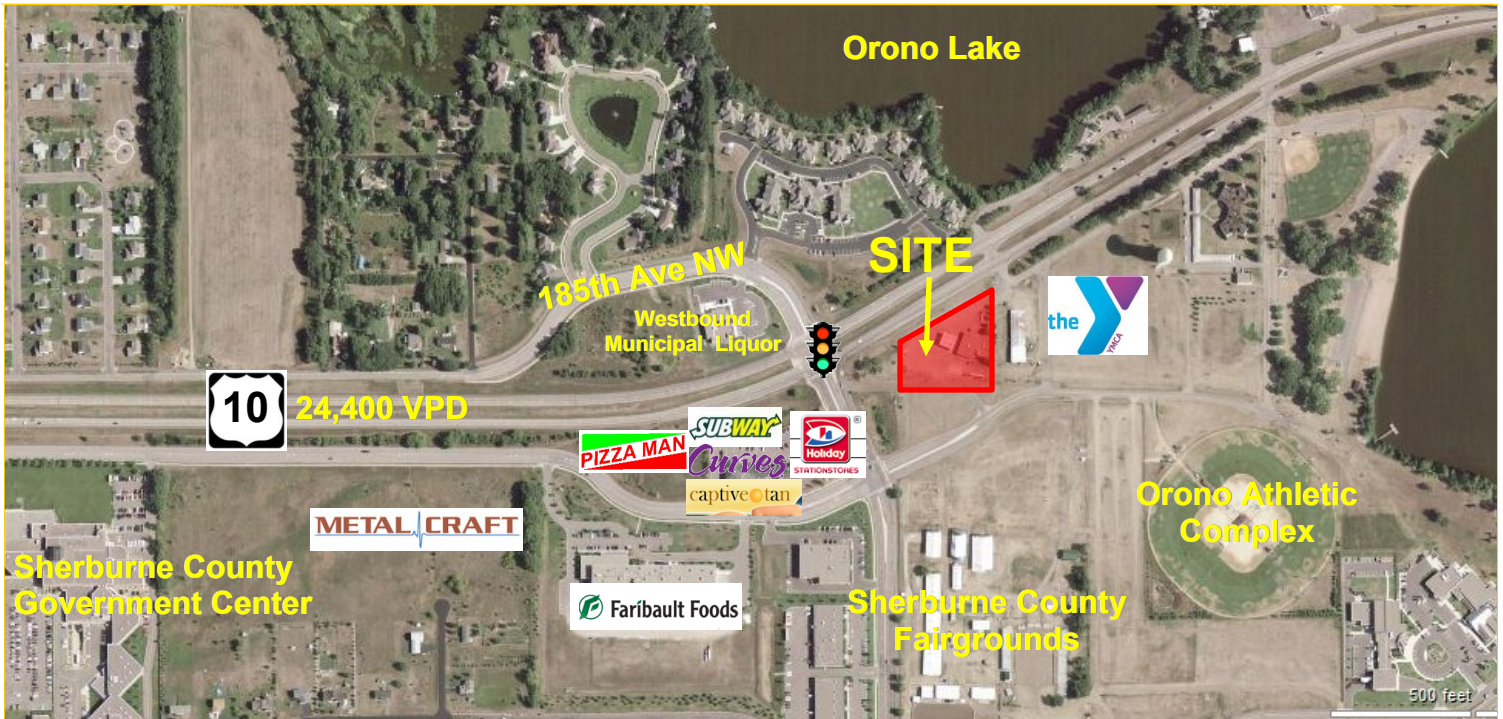 Orono Lake
SITE
185th Ave NW
Westbound
Municipal Liquor
the
YMCA
10
24,400 VPD
PIZZA MAN
SUBWAY
Curves
captive tan
Holiday
STATIONSTORES
®
METAL CRAFT
Orono Athletic
Complex
Sherburne County
Government Center
Faribault Foods
Sherburne County
Fairgrounds
500 feet